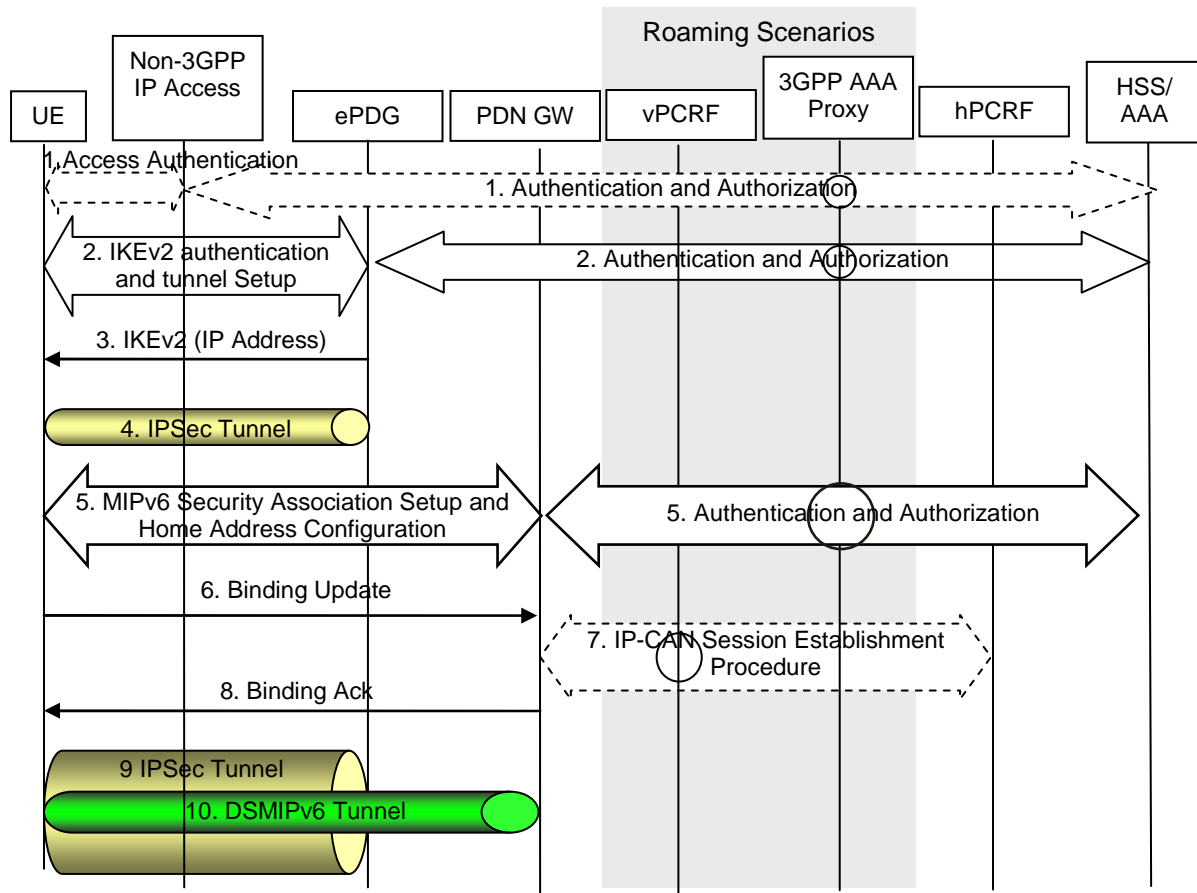 Roaming Scenarios
UE
Non-3GPP
IP Access
ePDG
PDN GW
vPCRF
3GPP AAA
Proxy
hPCRF
HSS/
AAA
1.Access Authentication
1. Authentication and Authorization
2. IKEv2 authentication
and tunnel Setup
2. Authentication and Authorization
3. IKEv2 (IP Address)
4. IPSec Tunnel
5. MIPv6 Security Association Setup and
Home Address Configuration
5. Authentication and Authorization
6. Binding Update
7. IP-CAN Session Establishment
Procedure
8. Binding Ack
9 IPSec Tunnel
10. DSMIPv6 Tunnel